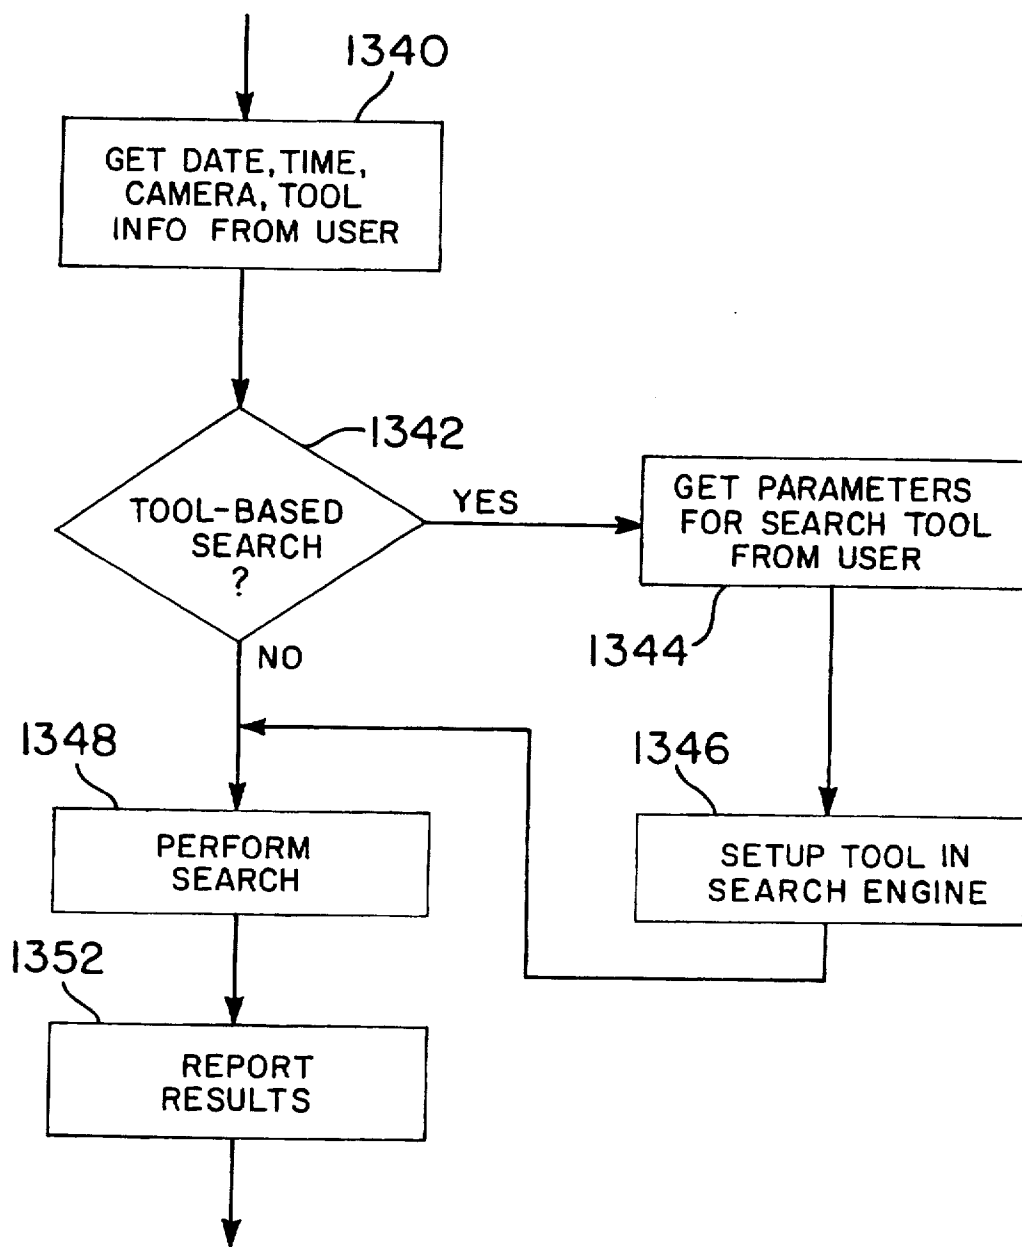 1340
GET DATE, TIME,
CAMERA, TOOL
INFO FROM USER
1342
TOOL-BASED
SEARCH
?
YES
GET PARAMETERS
FOR SEARCH TOOL
FROM USER
1344
NO
1346
SETUP TOOL IN
SEARCH ENGINE
1348
PERFORM
SEARCH
1352
REPORT
RESULTS